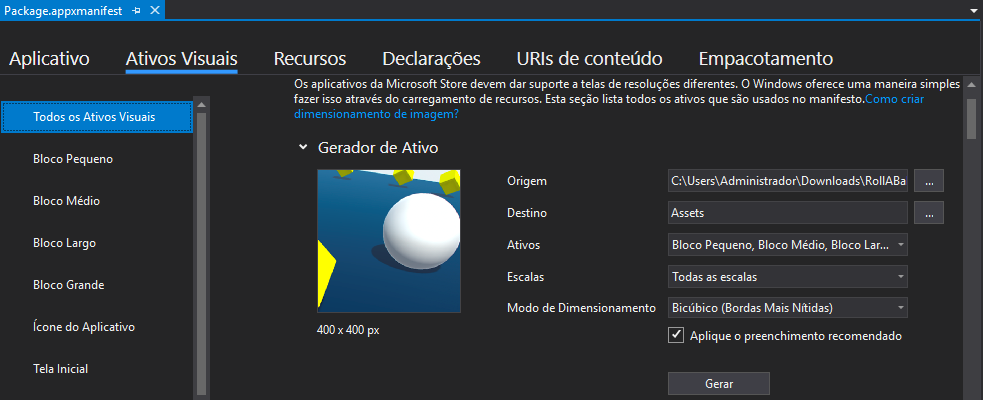 Package.appxmanifest
Aplicativo Ativos Visuais Recursos Declarações URIs de conteúdo Empacotamento
Todos os Ativos Visuais
Bloco Pequeno
Bloco Médio
Bloco Largo
Bloco Grande
Ícone do Aplicativo
Tela Inicial
Os aplicativos da Microsoft Store devem dar suporte a telas de resoluções diferentes. O Windows oferece uma maneira simples
fazer isso através do carregamento de recursos. Esta seção lista todos os ativos que são usados no manifesto.Como criar
dimensionamento de imagem?
Gerador de Ativo
400 x 400 px
Origem C:\Users\Administrador\Downloads\RollABa ...
Destino Assets ...
Ativos Bloco Pequeno, Bloco Médio, Bloco Lar...
Escalas Todas as escalas
Modo de Dimensionamento Bicúbico (Bordas Mais Nítidas)
Aplique o preenchimento recomendado
Gerar